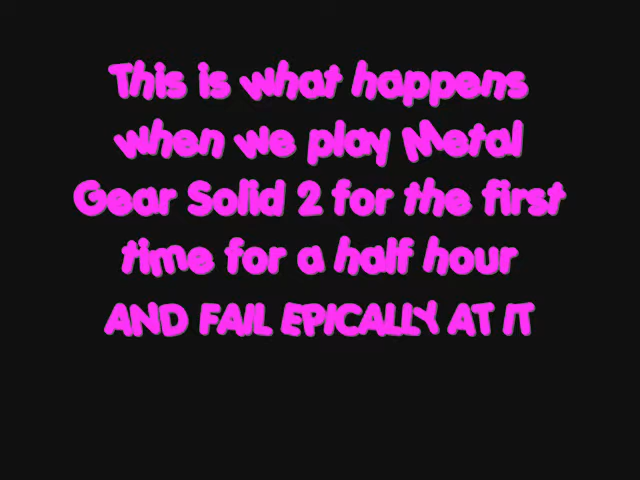 This is what happens
when we play Metal
Gear Solid 2 for the first
time for a half hour
AND FAIL EPICALLY AT IT